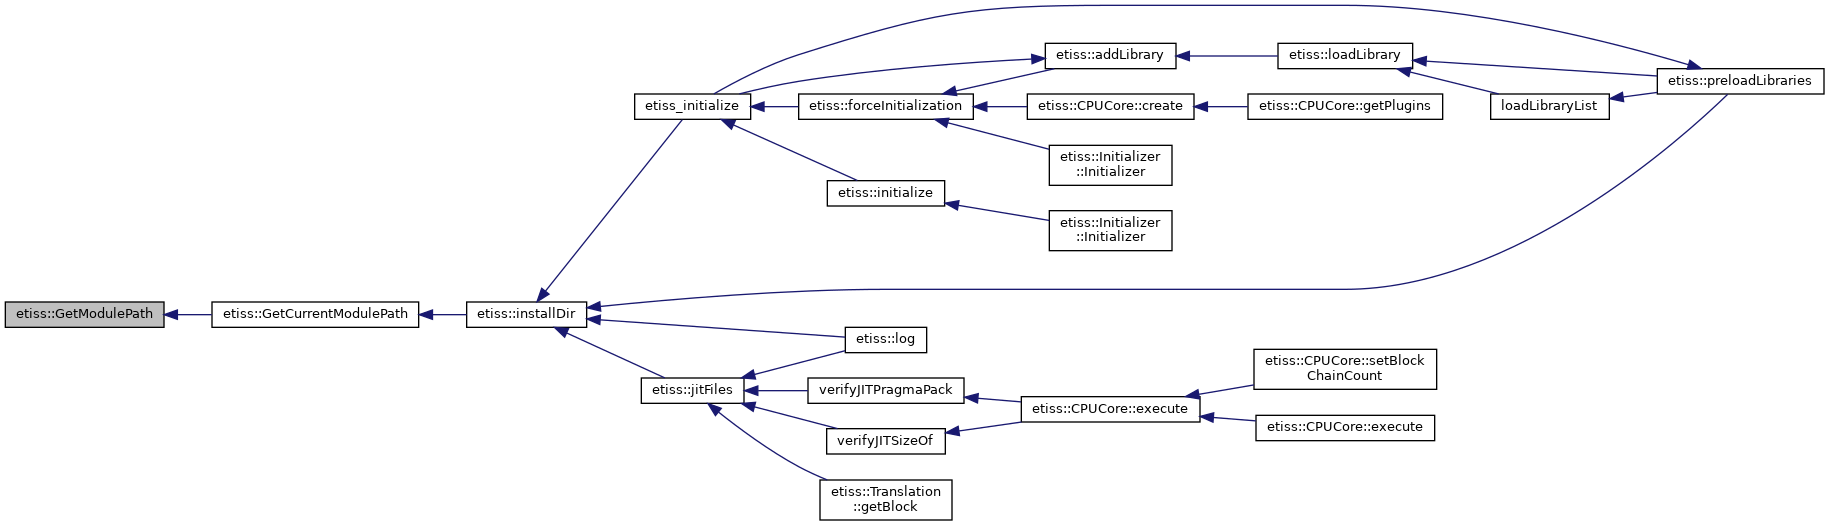 etiss::addLibrary
etiss::loadLibrary
etiss::preloadLibraries
etiss_initialize
etiss::forceInitialization
etiss::CPUCore::create
etiss::CPUCore::getPlugins
loadLibraryList
etiss::Initializer
::Initializer
etiss::initialize
etiss::Initializer
::Initializer
etiss::GetModulePath
etiss::GetCurrentModulePath
etiss::installDir
etiss::log
etiss::jitFiles
verifyJITPragmaPack
etiss::CPUCore::setBlock
ChainCount
etiss::CPUCore::execute
etiss::CPUCore::execute
verifyJITSizeOf
etiss::Translation
::getBlock